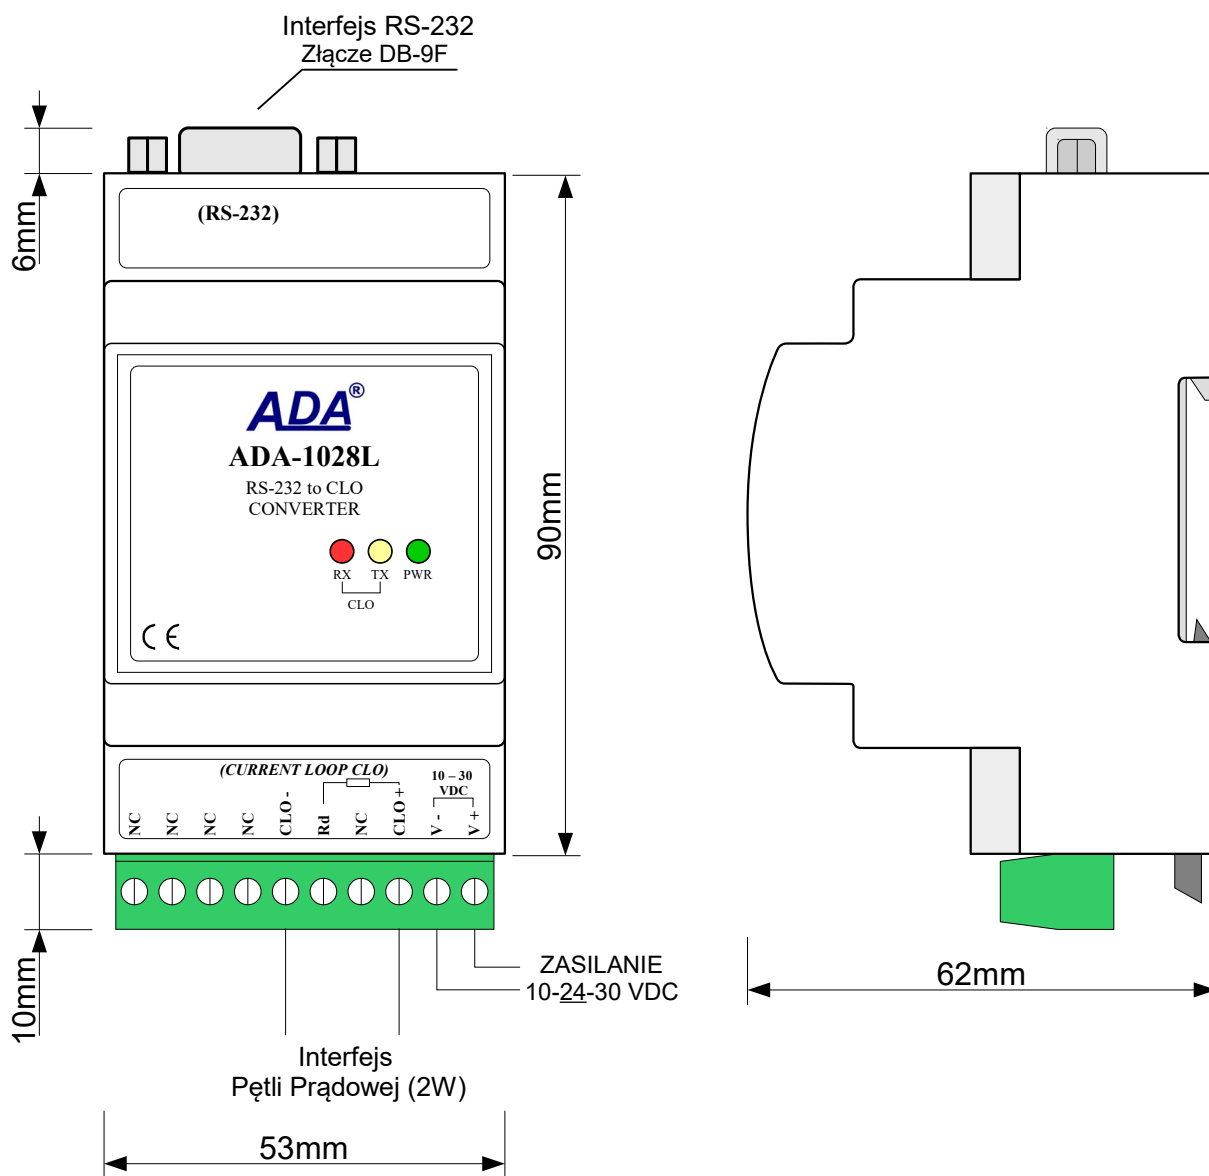 Interfejs RS-232
Złącze DB-9F
6mm
(RS-232)
ADA®
ADA-1028L
RS-232 to CLO
CONVERTER
RX TX PWR
CLO
CE
90mm
(CURRENT LOOP CLO)
10 – 30
VDC
NC
NC
NC
NC
CLO -
Rd
NC
CLO +
V -
V +
10mm
ZASILANIE
10-24-30 VDC
62mm
Interfejs
Pętli Prądowej (2W)
53mm